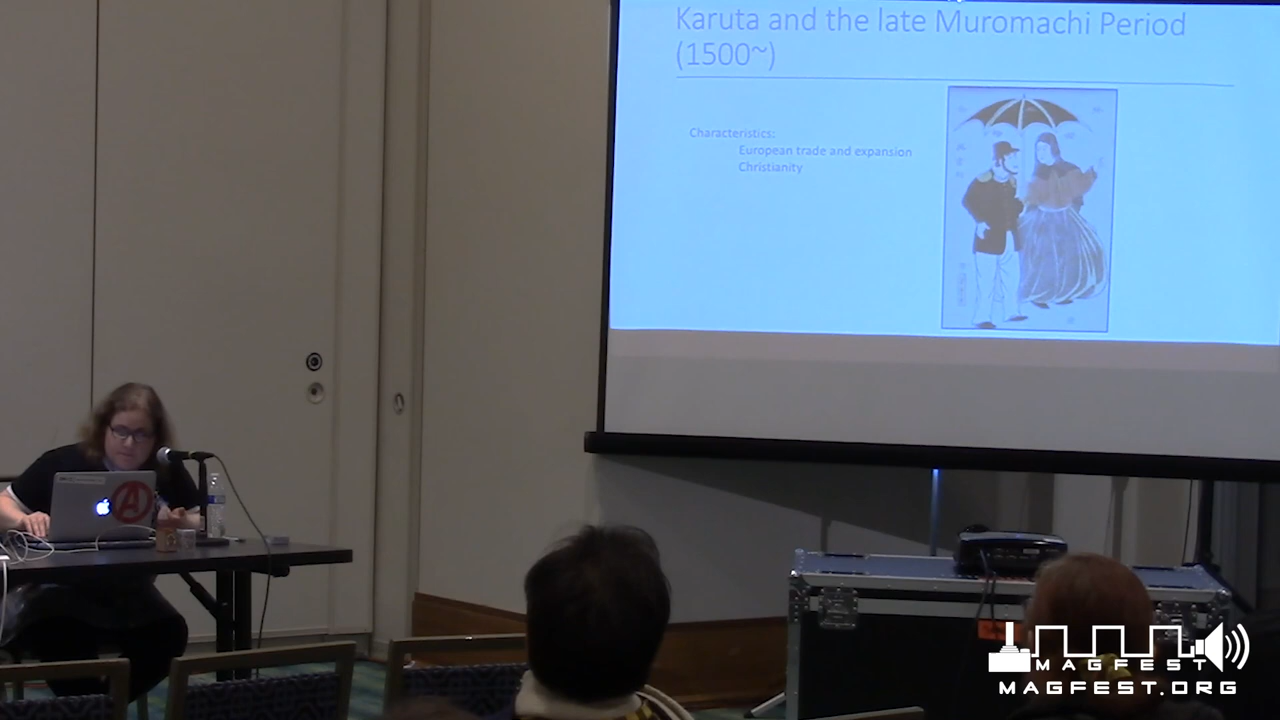 Karuta and the late Muromachi Period
(1500~)
Characteristics:
European trade and expansion
Christianity
MAGFEST
MAGFEST.ORG